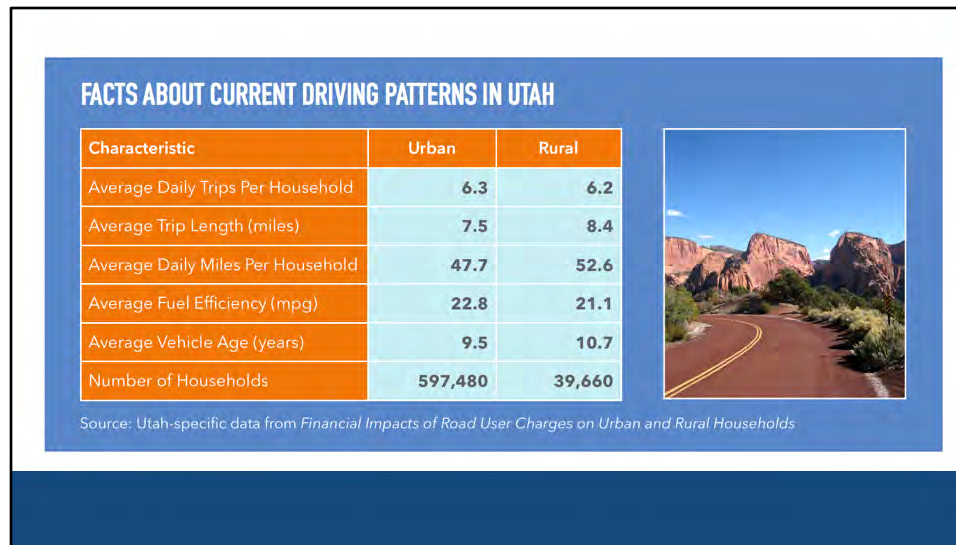 FACTS ABOUT CURRENT DRIVING PATTERNS IN UTAH
Characteristic Urban Rural
Average Daily Trips Per Household 6.3 6.2
Average Trip Length (miles) 7.5 8.4
Average Daily Miles Per Household 47.7 52.6
Average Fuel Efficiency (mpg) 22.8 21.1
Average Vehicle Age (years) 9.5 10.7
Number of Households 597,480 39,660
Source: Utah-specific data from Financial Impacts of Road User Charges on Urban and Rural Households